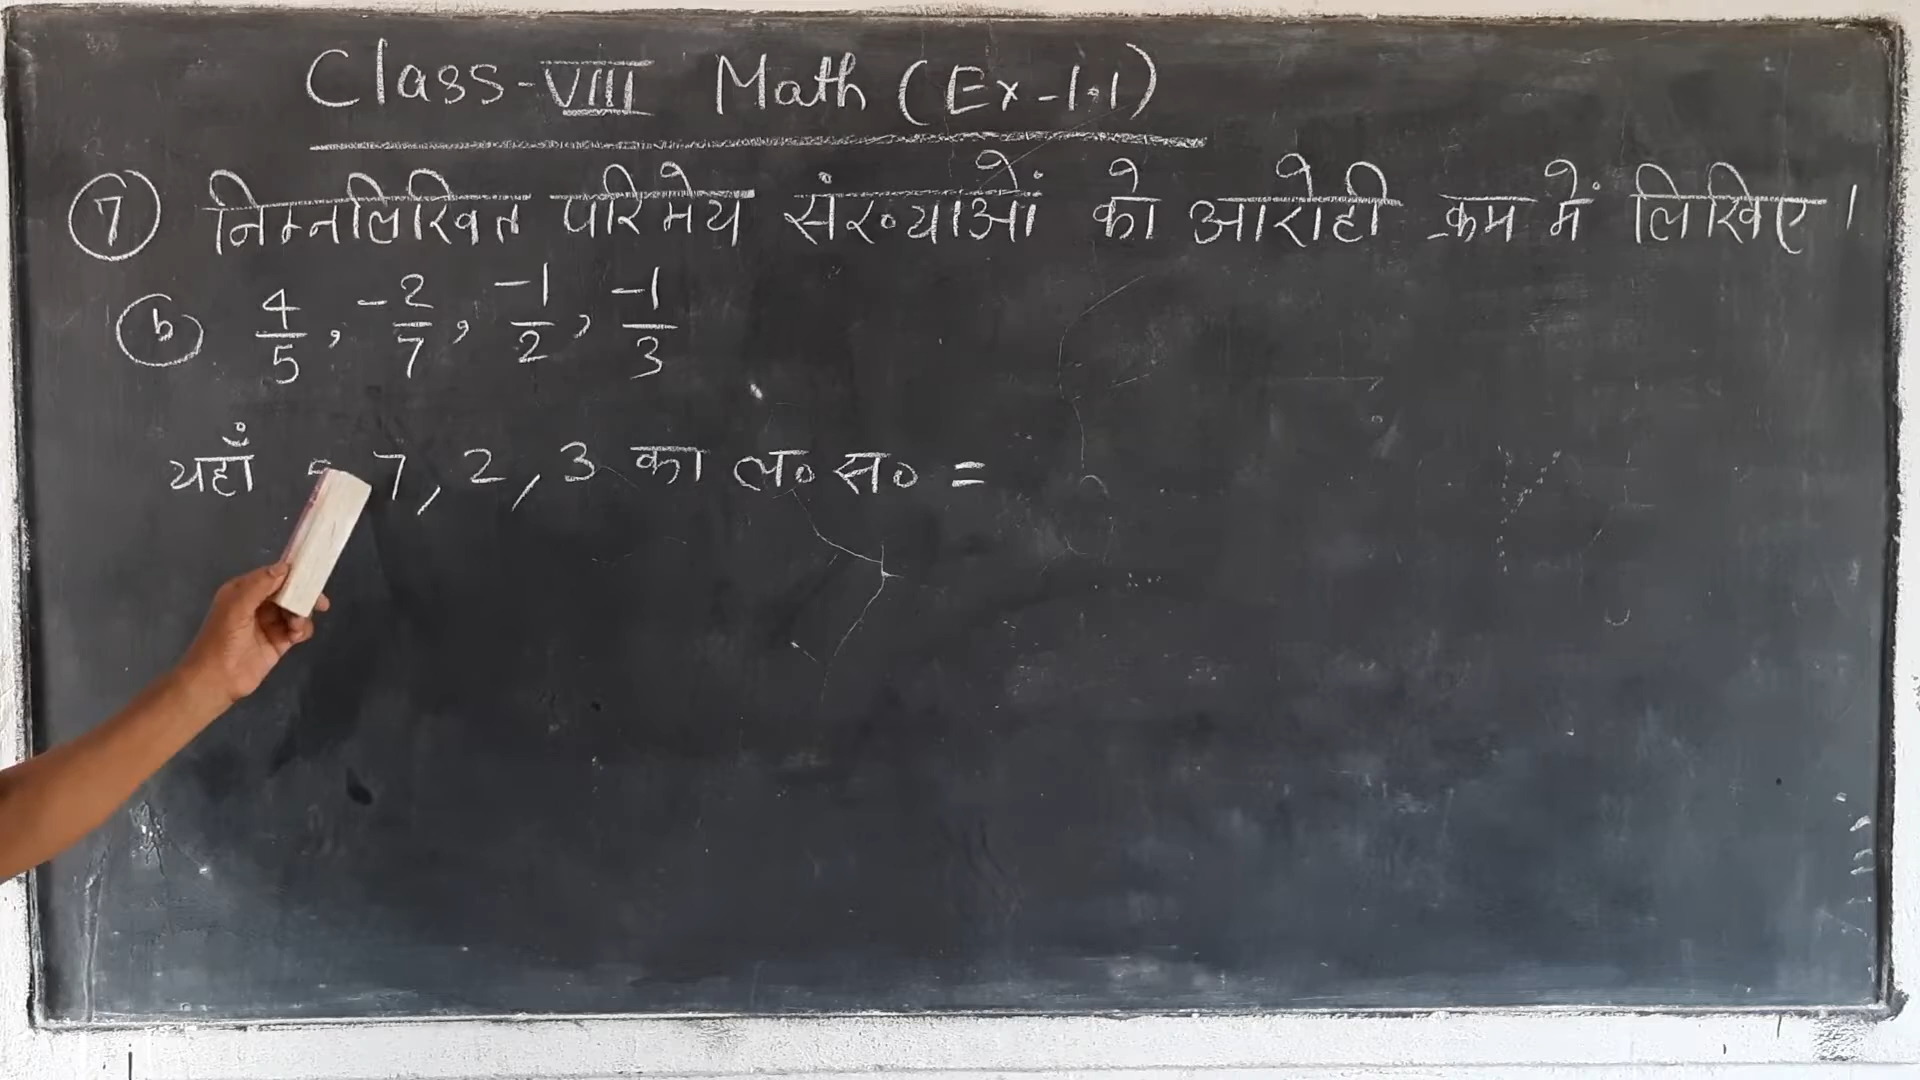 Class-VIII Math (Ex-1.1)
7 निम्नलिखित परिमेय संख्याओं को आरोही क्रम में लिखिए।
b 4/5, -2/7, -1/2, -1/3
यहाँ 7, 2, 3 का ल० स० =